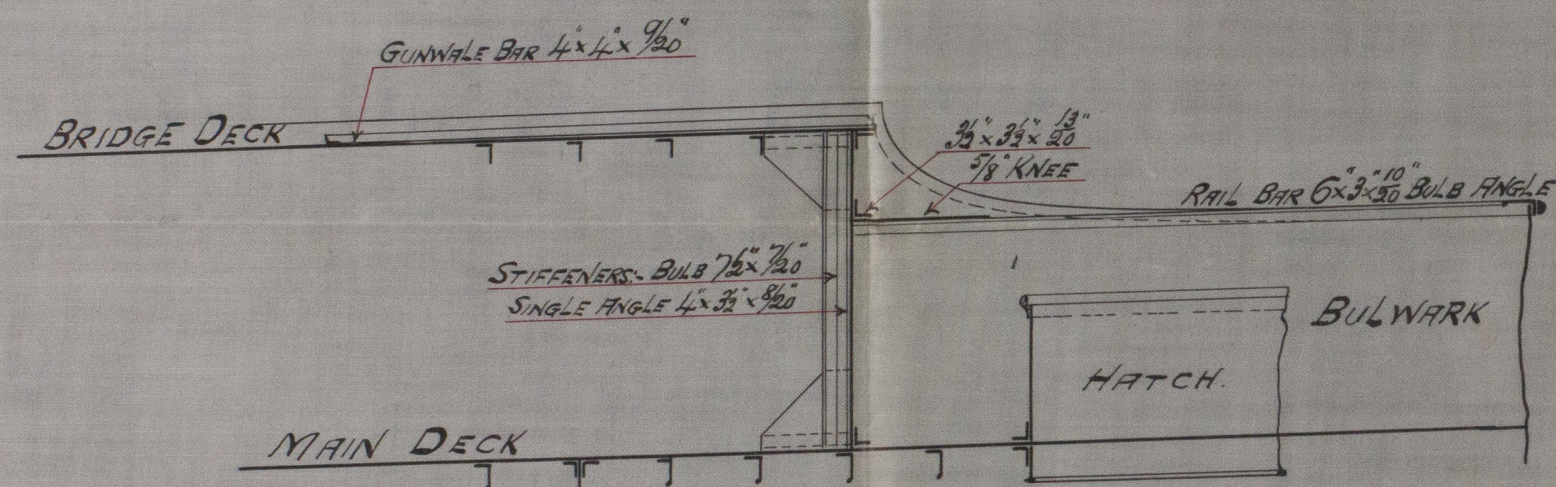 GUNWALE BAR 4" x 4" x 9/20"
BRIDGE DECK
3½" x 3½" x 13/20"
5/8" KNEE
RAIL BAR 6" x 3" x 10/20" BULB ANGLE
STIFFENERS:- BULB 7½" x 7/20"
SINGLE ANGLE 4" x 3½" x 8/20"
BULWARK
HATCH.
MAIN DECK